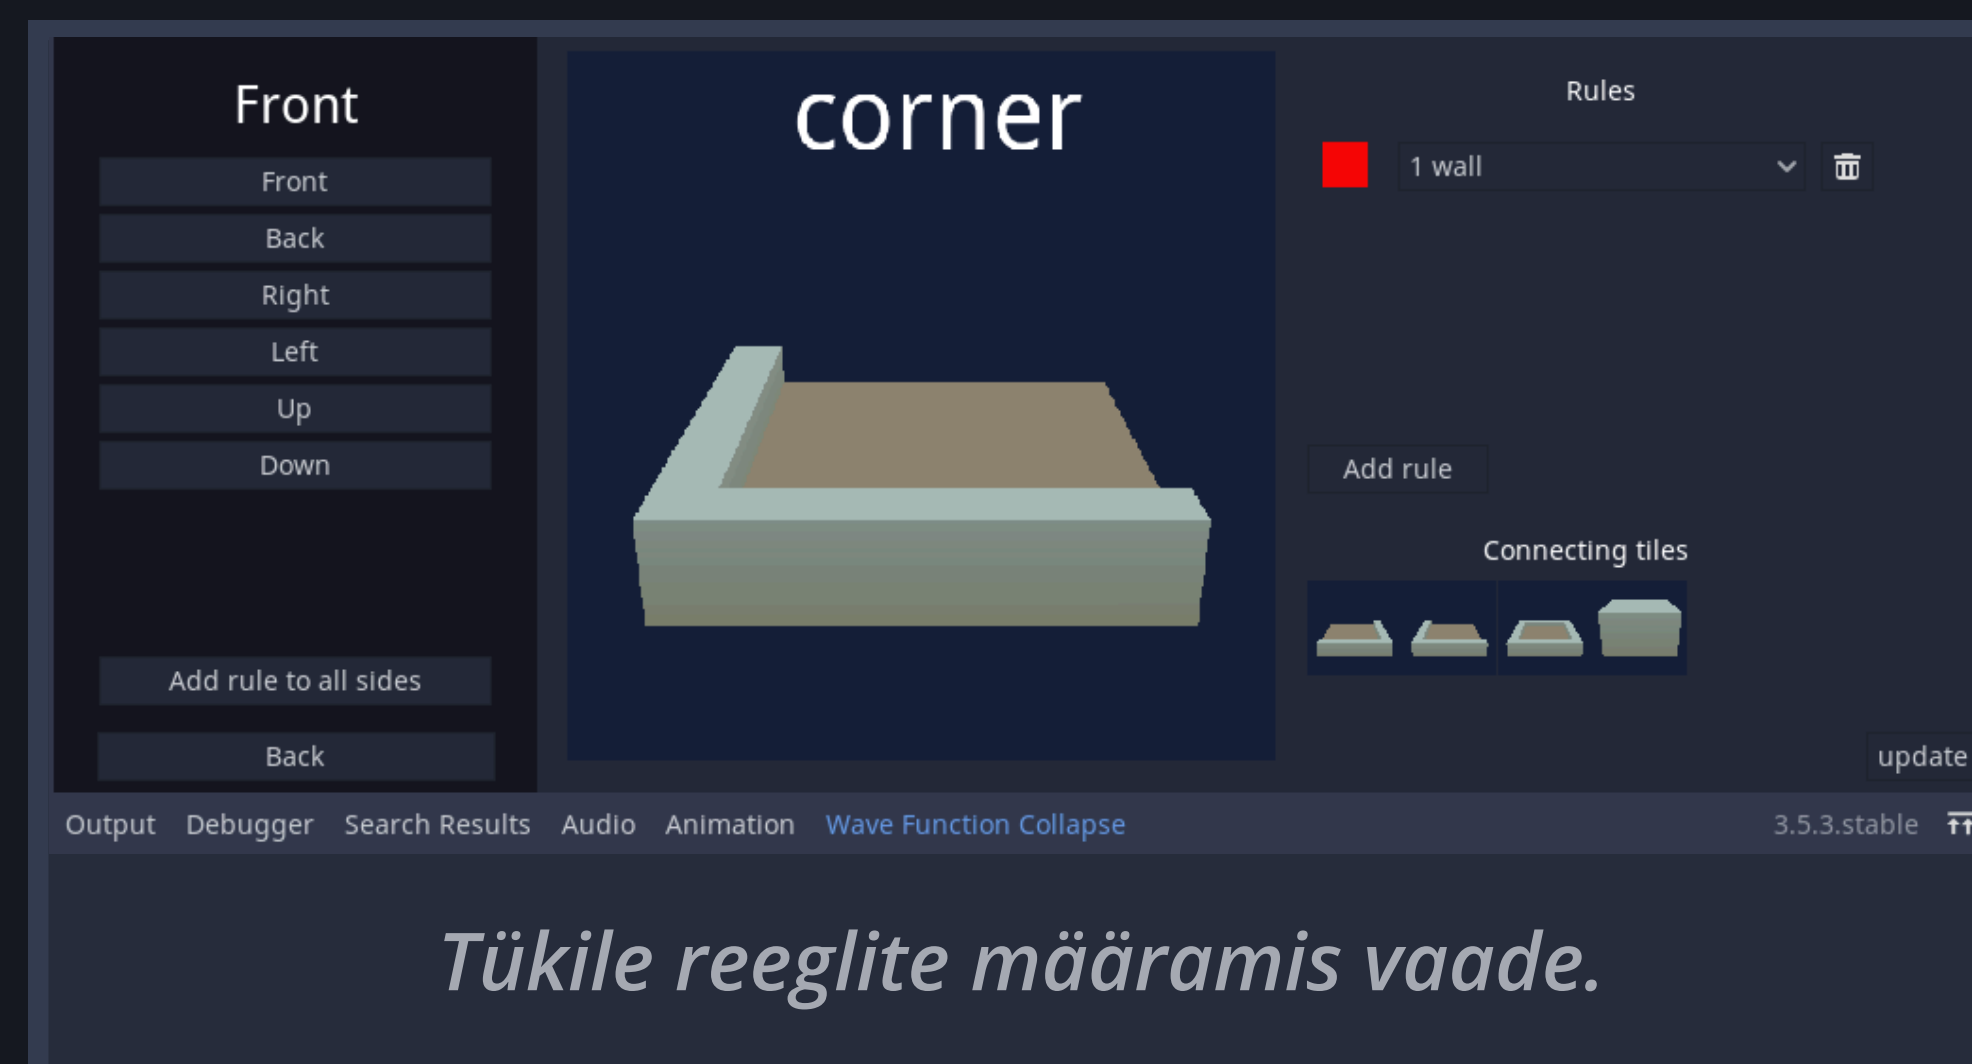 Front
Front
Back
Right
Left
Up
Down
Add rule to all sides
Back
corner
Rules
1 wall
Add rule
Connecting tiles
update
Output Debugger Search Results Audio Animation Wave Function Collapse 3.5.3.stable
Tükile reeglite määramis vaade.